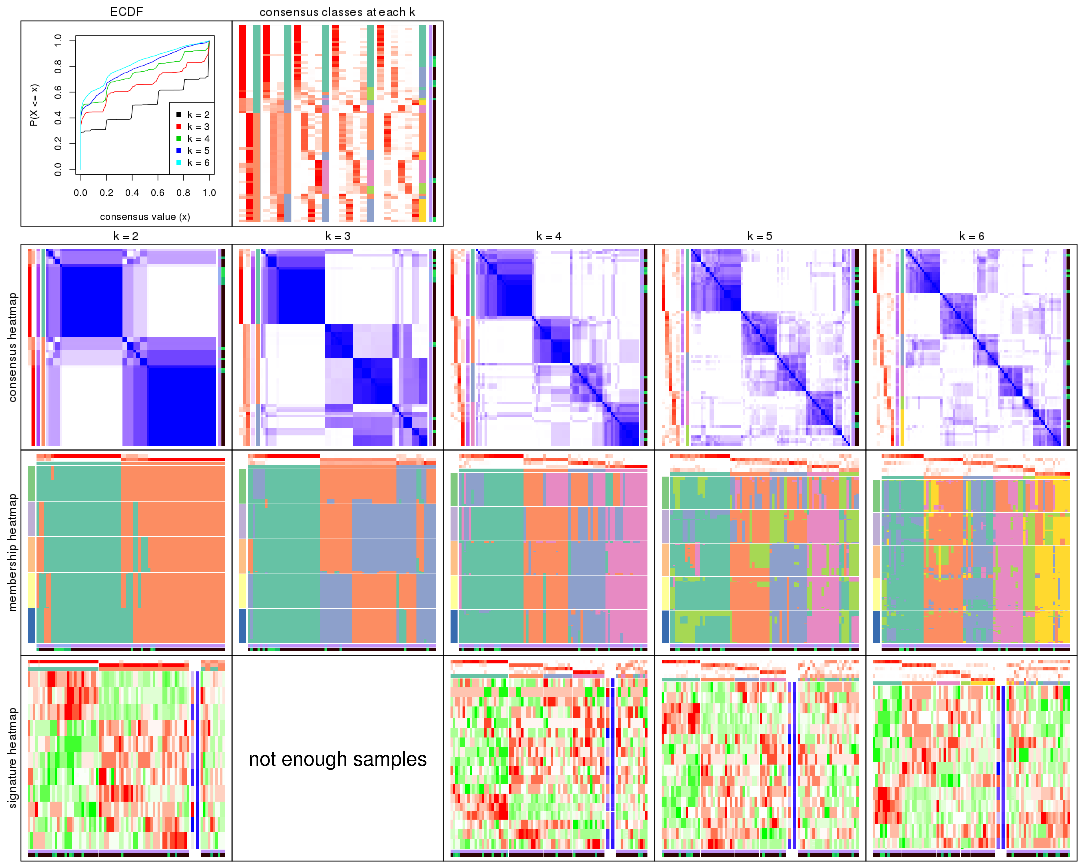 ECDF
consensus classes at each k
P(X <= x)
0.0 0.2 0.4 0.6 0.8 1.0
k = 2
k = 3
k = 4
k = 5
k = 6
0.0 0.2 0.4 0.6 0.8 1.0
consensus value (x)
k = 2 k = 3 k = 4 k = 5 k = 6
consensus heatmap
membership heatmap
signature heatmap
not enough samples